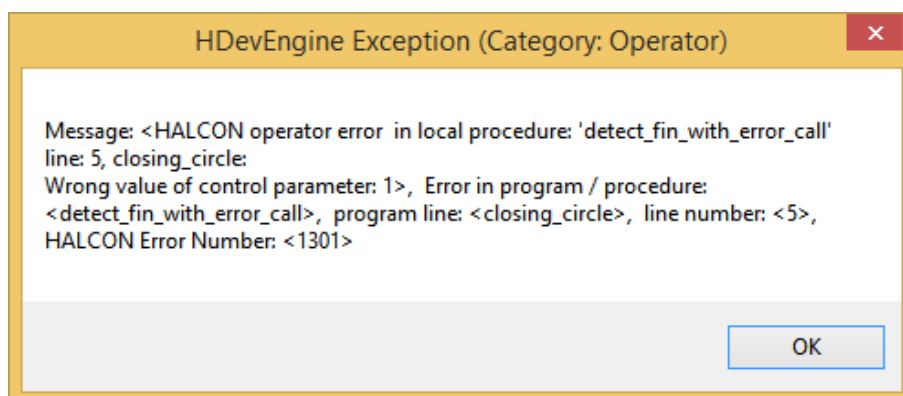 HDevEngine Exception (Category: Operator)
Message: <HALCON operator error  in local procedure: 'detect_fin_with_error_call'
line: 5, closing_circle:
Wrong value of control parameter: 1>,  Error in program / procedure:
<detect_fin_with_error_call>,  program line: <closing_circle>,  line number: <5>,
HALCON Error Number: <1301>
OK